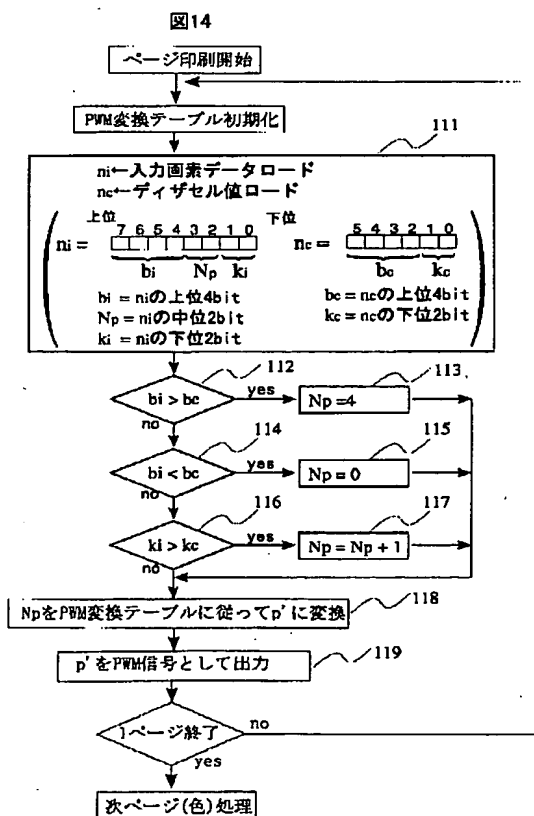 図14
ページ印刷開始
PWM変換テーブル初期化
111
ni←入力画素データロード
nc←ディザセル値ロード
上位 下位
ni = 7 6 5 4 3 2 1 0
nc = 5 4 3 2 1 0
bi Np ki
bc kc
bi = niの上位4bit
Np = niの中位2bit
ki = niの下位2bit
bc = ncの上位4bit
kc = ncの下位2bit
112
bi > bc
yes
no
113
Np =4
114
bi < bc
yes
no
115
Np = 0
116
ki > kc
yes
no
117
Np = Np + 1
118
NpをPWM変換テーブルに従ってp'に変換
119
p'をPWM信号として出力
1ページ終了
no
yes
次ページ(色)処理